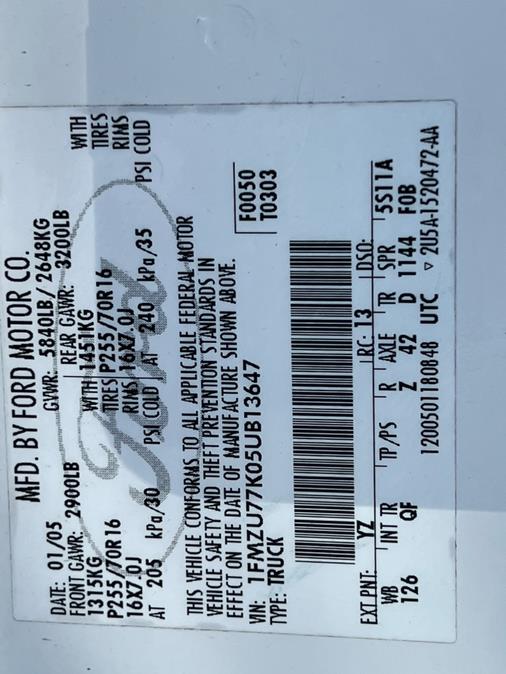 MFD. BY FORD MOTOR CO.
DATE: 01/05 GVWR: 5840LB/ 2648KG
FRONT GAWR: 2900LB REAR GAWR: 3200LB
1315KG WITH 1451KG WITH
P255/70R16 TIRES P255/70R16 TIRES
16X7.0J RIMS 16X7.0J RIMS
AT 205 kPa/30 PSI COLD AT 240 kPa/35 PSI COLD
Ford
THIS VEHICLE CONFORMS TO ALL APPLICABLE FEDERAL MOTOR
VEHICLE SAFETY AND THEFT PREVENTION STANDARDS IN
EFFECT ON THE DATE OF MANUFACTURE SHOWN ABOVE.
VIN: 1FMZU77K05UB13647
TYPE: TRUCK
F0050
T0303
EXT PNT: YZ RC: 13 DSO:
WB INT TR TP/PS R AXLE TR SPR 5S11A
126 QF Z 42 D 1144 F0B
1200501180848 UTC ▽ 2U5A-1520472-AA